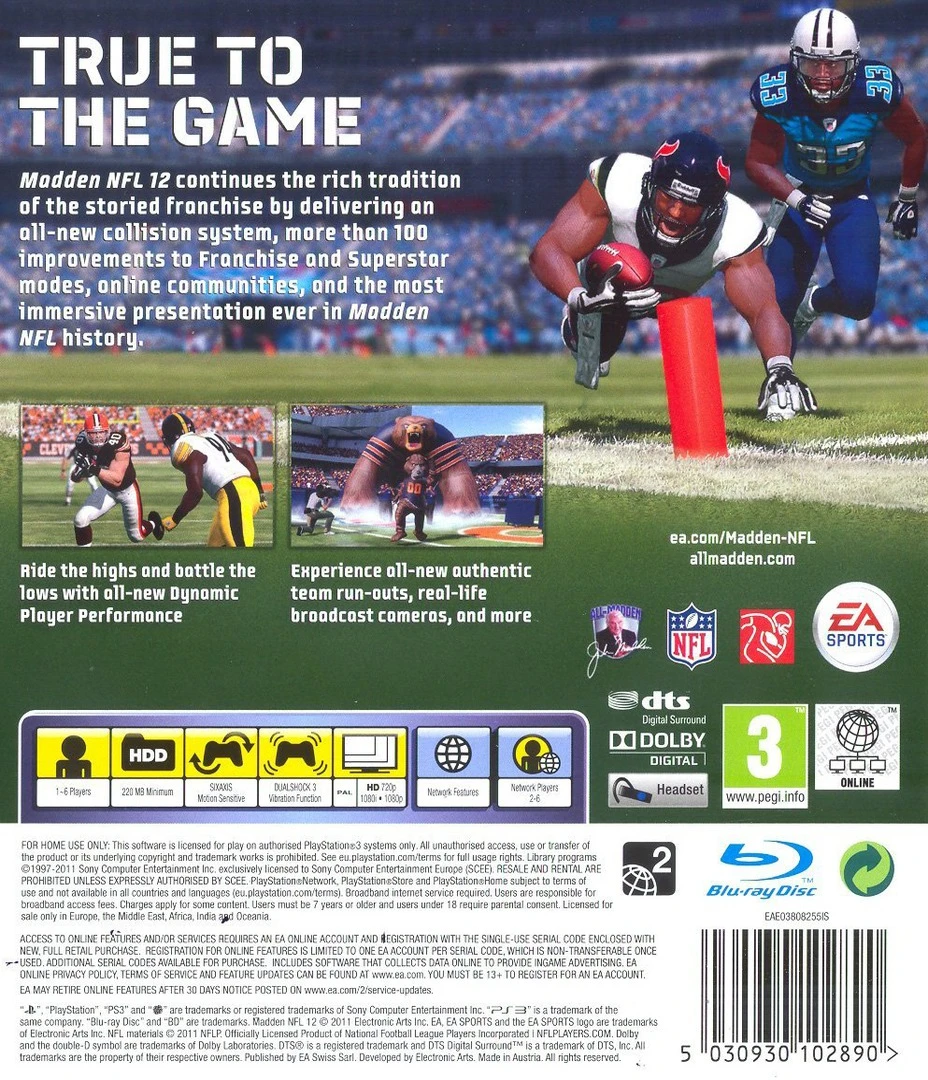 TRUE TO
THE GAME
Madden NFL 12 continues the rich tradition
of the storied franchise by delivering an
all-new collision system, more than 100
improvements to Franchise and Superstar
modes, online communities, and the most
immersive presentation ever in Madden
NFL history.
33 33
33
40
94
CLEVE
00
Ride the highs and battle the
lows with all-new Dynamic
Player Performance
Experience all-new authentic
team run-outs, real-life
broadcast cameras, and more
ea.com/Madden-NFL
allmadden.com
ALL-MADDEN
John Madden
NFL
EA
SPORTS
™
dts
Digital Surround
DOLBY
DIGITAL
Headset
3
™
www.pegi.info
™
ONLINE
1-6 Players
HDD
220 MB Minimum
SIXAXIS
Motion Sensitive
DUALSHOCK 3
Vibration Function
PAL
HD 720p
1080i • 1080p
Network Features
Network Players
2-6
FOR HOME USE ONLY: This software is licensed for play on authorised PlayStation®3 systems only. All unauthorised access, use or transfer of
the product or its underlying copyright and trademark works is prohibited. See eu.playstation.com/terms for full usage rights. Library programs
©1997-2011 Sony Computer Entertainment Inc. exclusively licensed to Sony Computer Entertainment Europe (SCEE). RESALE AND RENTAL ARE
PROHIBITED UNLESS EXPRESSLY AUTHORISED BY SCEE. PlayStation®Network, PlayStation®Store and PlayStation®Home subject to terms of
use and not available in all countries and languages (eu.playstation.com/terms). Broadband internet service required. Users are responsible for
broadband access fees. Charges apply for some content. Users must be 7 years or older and users under 18 require parental consent. Licensed for
sale only in Europe, the Middle East, Africa, India and Oceania.
ACCESS TO ONLINE FEATURES AND/OR SERVICES REQUIRES AN EA ONLINE ACCOUNT AND REGISTRATION WITH THE SINGLE-USE SERIAL CODE ENCLOSED WITH
NEW, FULL RETAIL PURCHASE. REGISTRATION FOR ONLINE FEATURES IS LIMITED TO ONE EA ACCOUNT PER SERIAL CODE, WHICH IS NON-TRANSFERABLE ONCE
USED. ADDITIONAL SERIAL CODES AVAILABLE FOR PURCHASE. INCLUDES SOFTWARE THAT COLLECTS DATA ONLINE TO PROVIDE INGAME ADVERTISING. EA
ONLINE PRIVACY POLICY, TERMS OF SERVICE AND FEATURE UPDATES CAN BE FOUND AT www.ea.com. YOU MUST BE 13+ TO REGISTER FOR AN EA ACCOUNT.
EA MAY RETIRE ONLINE FEATURES AFTER 30 DAYS NOTICE POSTED ON www.ea.com/2/service-updates.
" ", "PlayStation", "PS3" and " " are trademarks or registered trademarks of Sony Computer Entertainment Inc. "PS3" is a trademark of the
same company. "Blu-ray Disc" and "BD" are trademarks. Madden NFL 12 © 2011 Electronic Arts Inc. EA, EA SPORTS and the EA SPORTS logo are trademarks
of Electronic Arts Inc. NFL materials © 2011 NFLP. Officially Licensed Product of National Football League Players Incorporated | NFLPLAYERS.COM. Dolby
and the double-D symbol are trademarks of Dolby Laboratories. DTS® is a registered trademark and DTS Digital Surround™ is a trademark of DTS, Inc. All
trademarks are the property of their respective owners. Published by EA Swiss Sarl. Developed by Electronic Arts. Made in Austria. All rights reserved.
2
Blu-ray Disc
EAE03808255IS
5 030930 102890 >